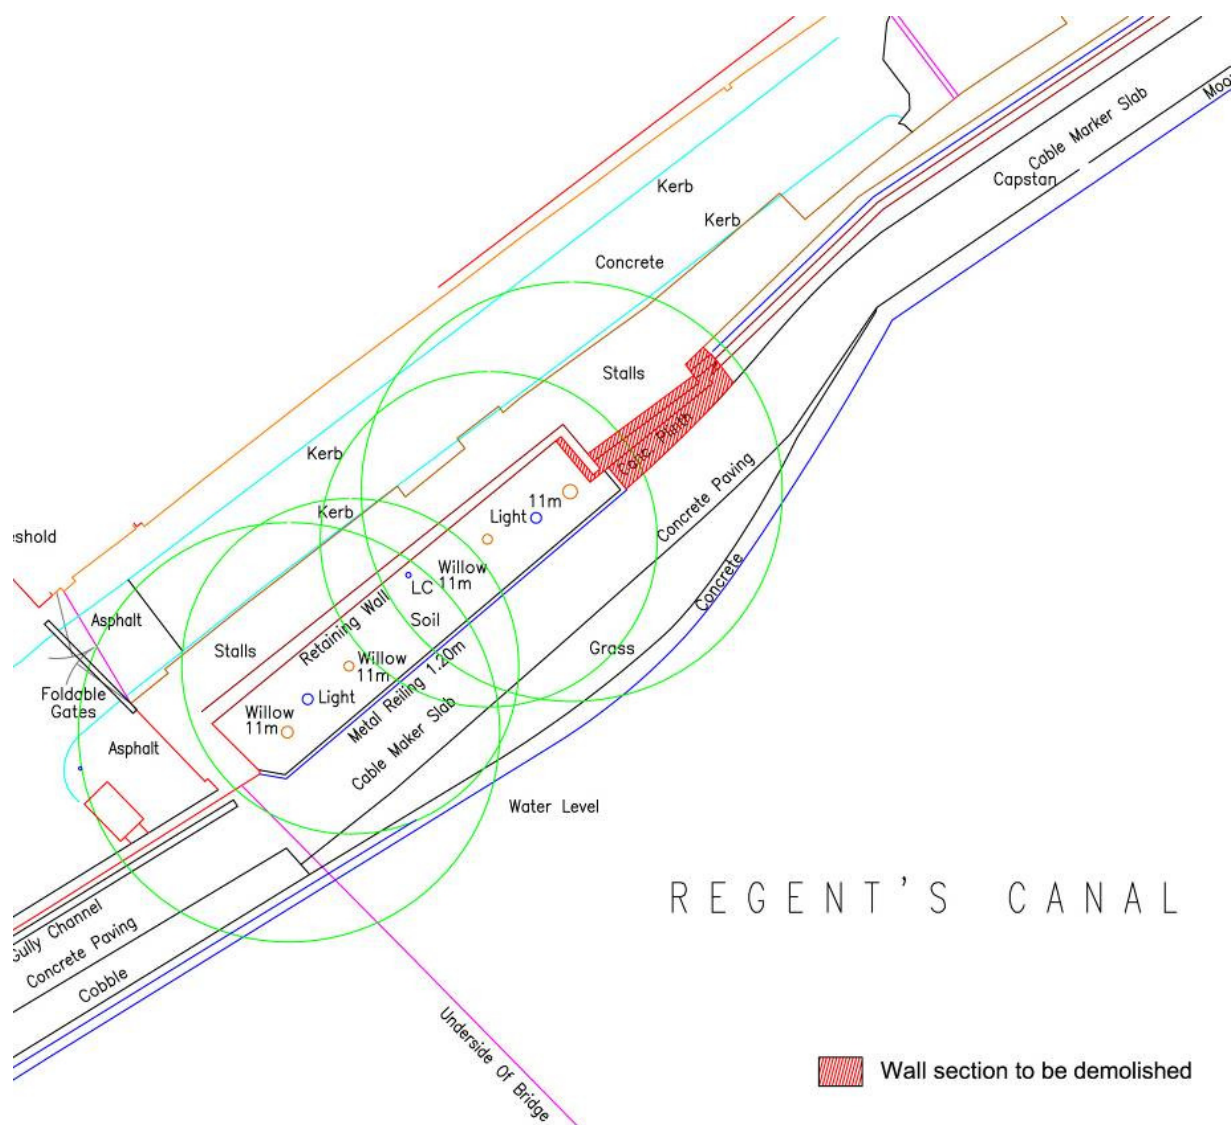 Moo
Cable Marker Slab
Capstan
Kerb
Kerb
Concrete
Stalls
Conc. Plinth
Kerb
Kerb
11m
Light
Concrete Paving
eshold
Willow
11m
LC
Retaining Wall
Soil
Concrete
Asphalt
Stalls
Willow
11m
Grass
Foldable
Gates
Light
Metal Reiling 1.20m
Willow
11m
Cable Maker Slab
Asphalt
Water Level
REGENT'S CANAL
Gully Channel
Concrete Paving
Cobble
Underside Of Bridge
Wall section to be demolished